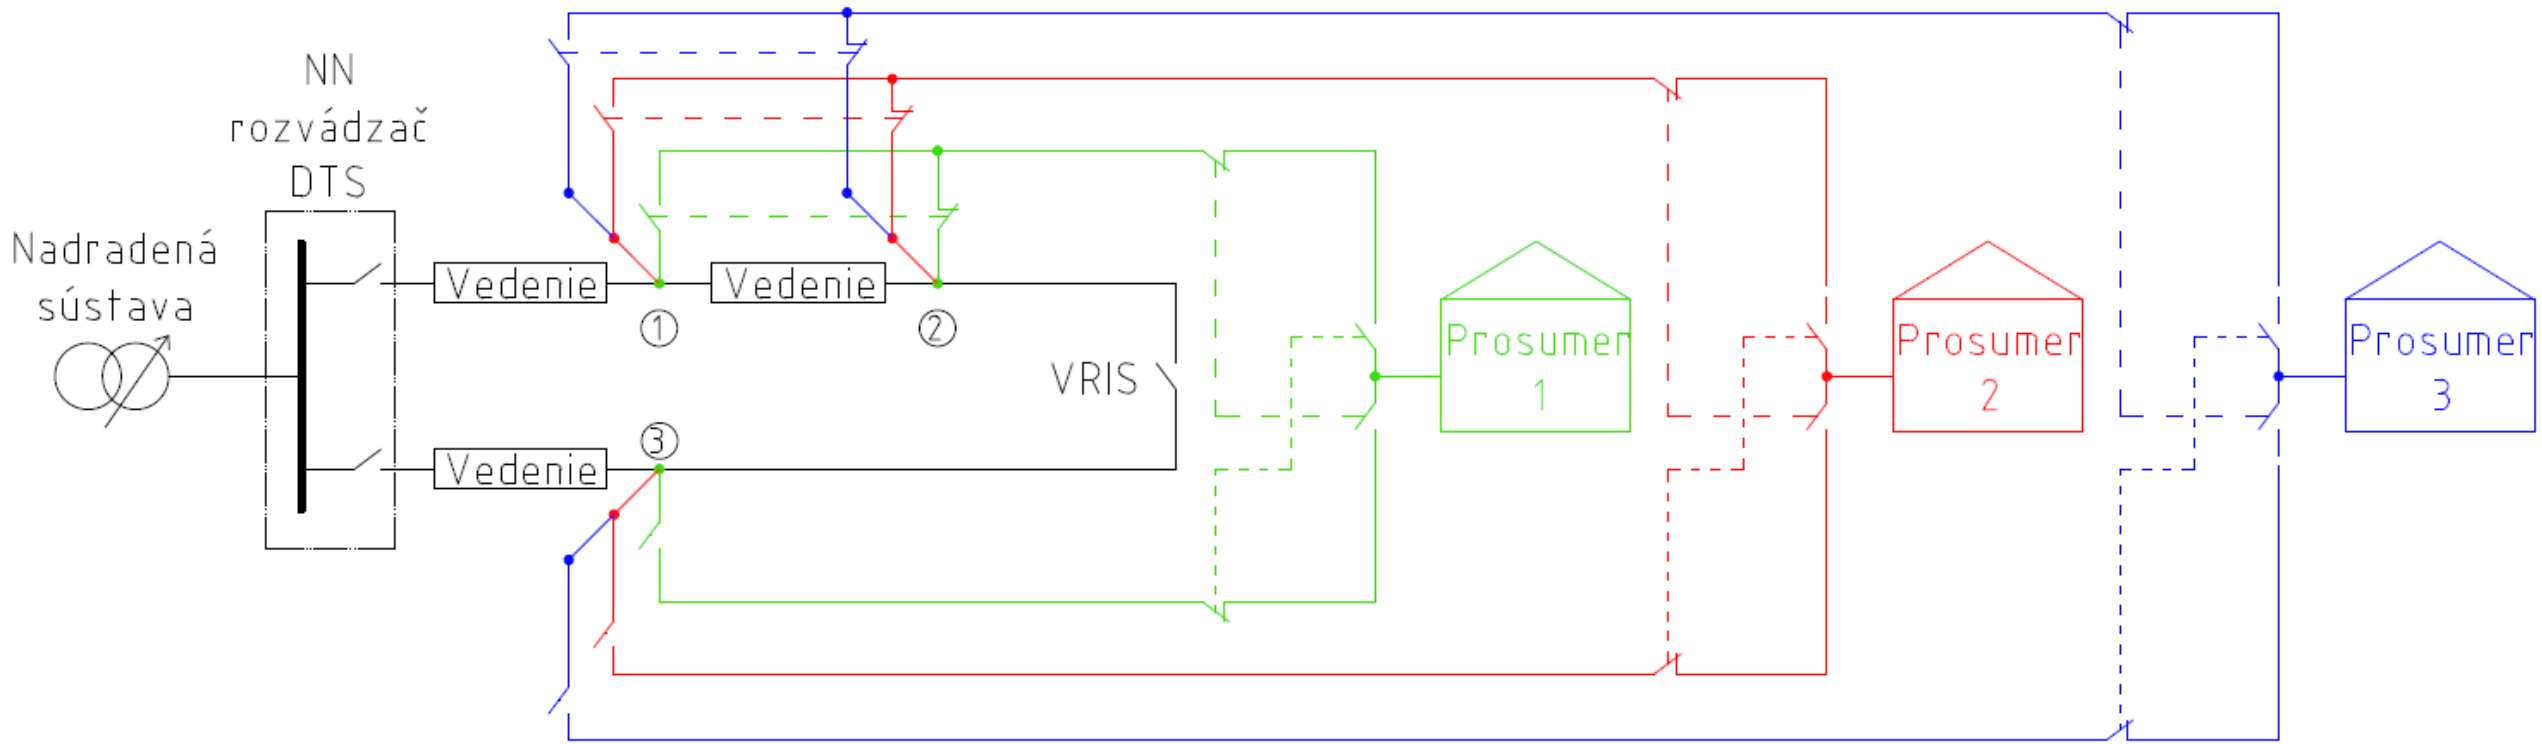 NN
rozvádzač
DTS
Nadradená
sústava
Vedenie
Vedenie
1
2
VRIS
3
Vedenie
Prosumer
1
Prosumer
2
Prosumer
3